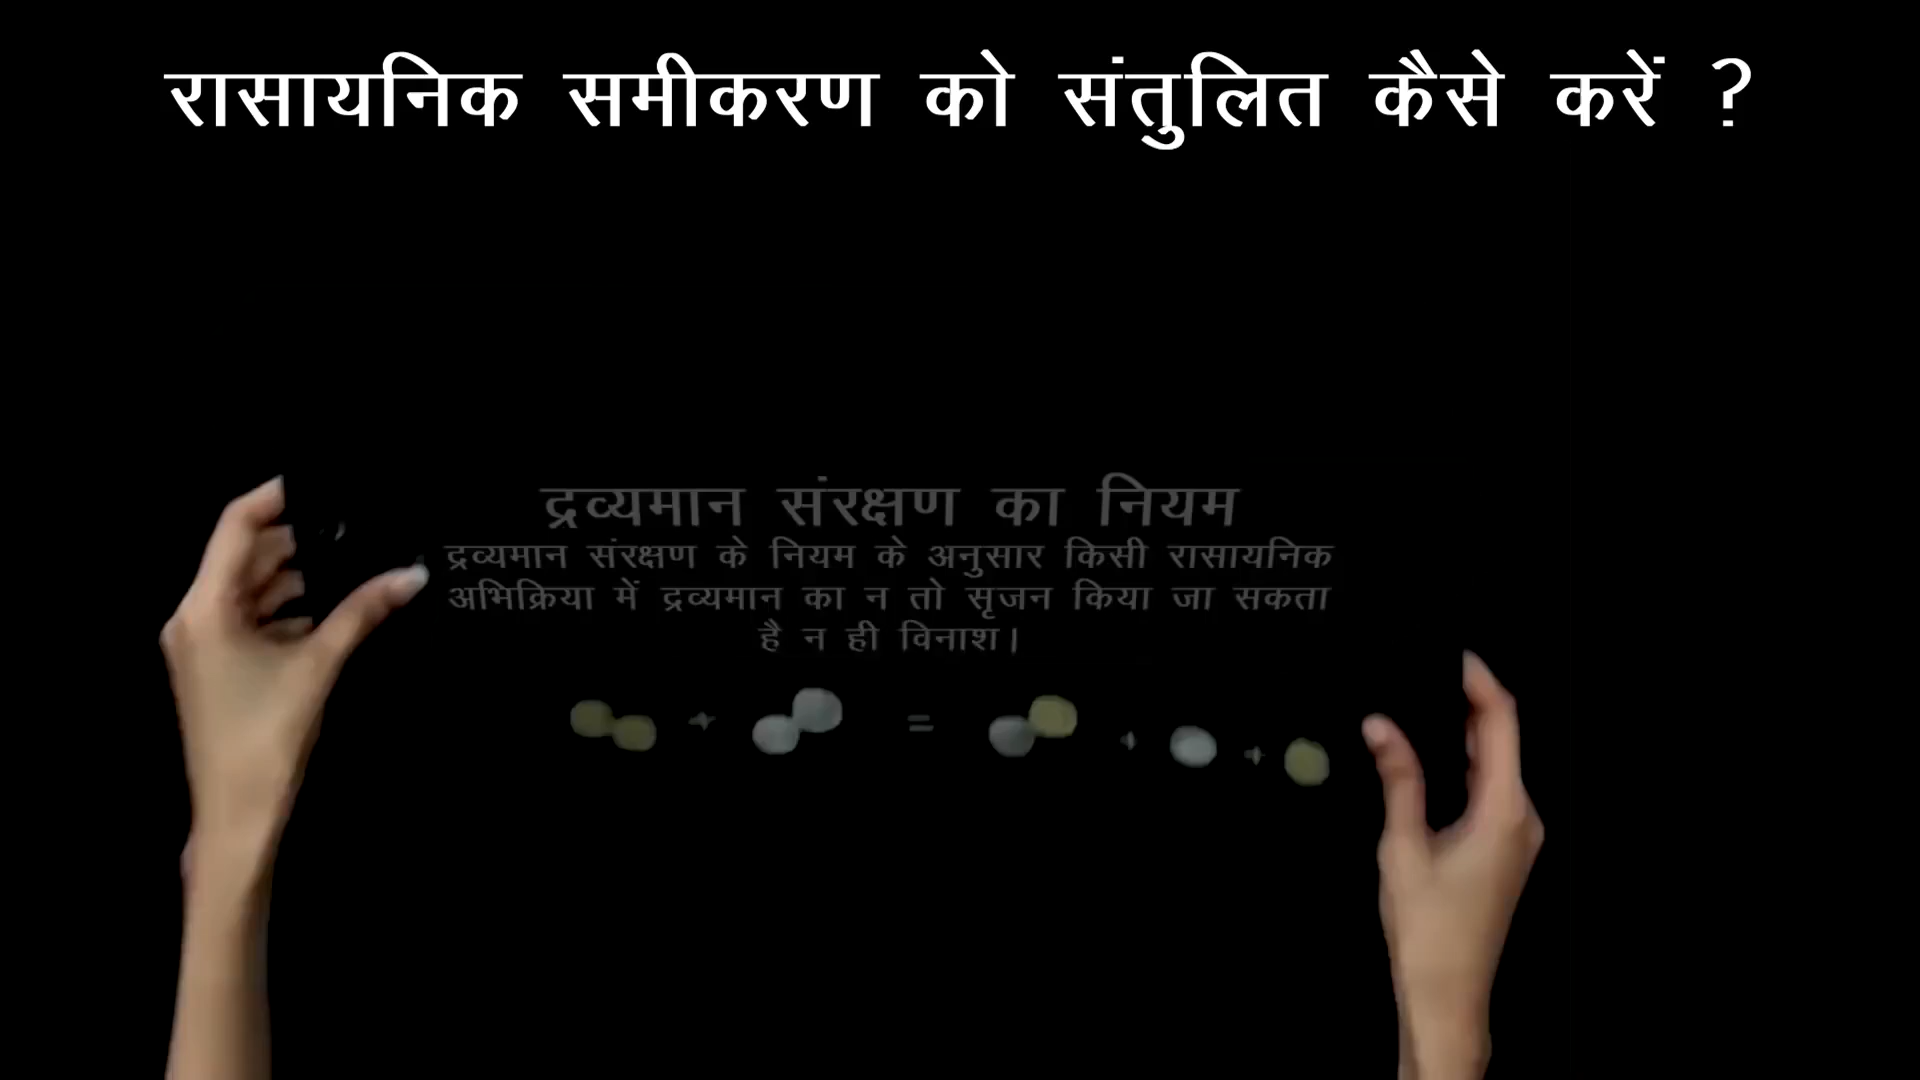 रासायनिक समीकरण को संतुलित कैसे करें ?
द्रव्यमान संरक्षण का नियम
द्रव्यमान संरक्षण के नियम के अनुसार किसी रासायनिक
अभिक्रिया में द्रव्यमान का न तो सृजन किया जा सकता
है न ही विनाश।
+ = + +